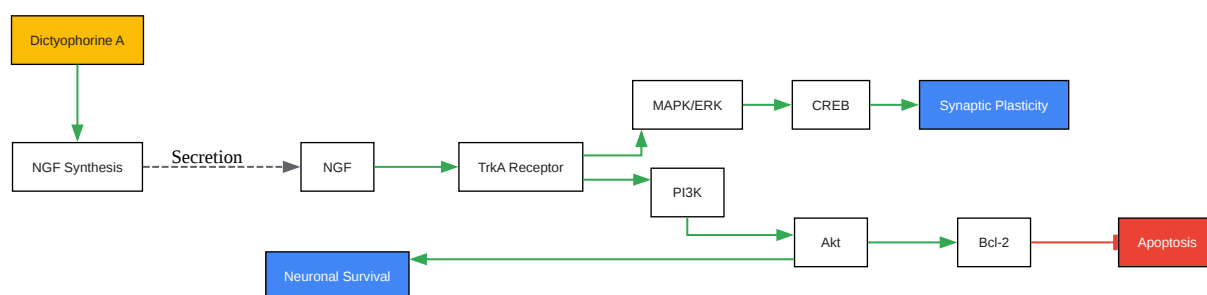 Dictyophorine A
MAPK/ERK
CREB
Synaptic Plasticity
NGF Synthesis
Secretion
NGF
TrkA Receptor
PI3K
Akt
Bcl-2
Apoptosis
Neuronal Survival